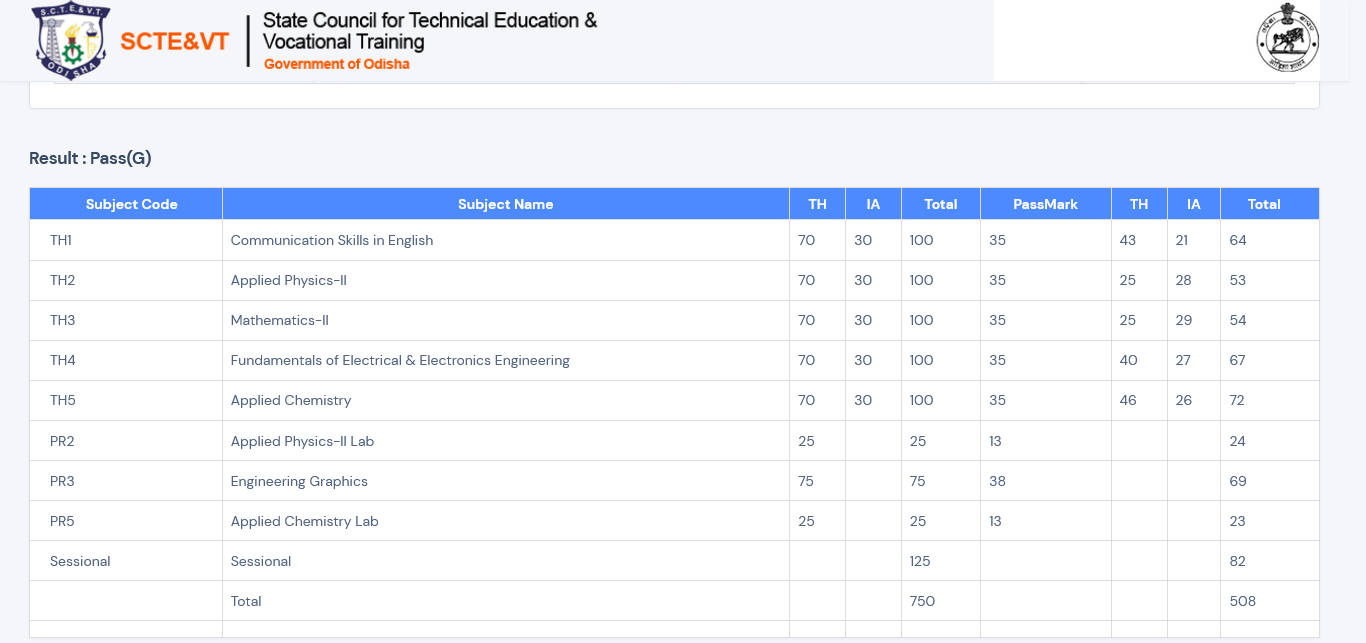 S.C.T.E.&V.T.
ODISHA
SCTE&VT
State Council for Technical Education &
Vocational Training
Government of Odisha
Result : Pass(G)
Subject Code Subject Name TH IA Total PassMark TH IA Total
TH1 Communication Skills in English 70 30 100 35 43 21 64
TH2 Applied Physics-II 70 30 100 35 25 28 53
TH3 Mathematics-II 70 30 100 35 25 29 54
TH4 Fundamentals of Electrical & Electronics Engineering 70 30 100 35 40 27 67
TH5 Applied Chemistry 70 30 100 35 46 26 72
PR2 Applied Physics-II Lab 25 25 13 24
PR3 Engineering Graphics 75 75 38 69
PR5 Applied Chemistry Lab 25 25 13 23
Sessional Sessional 125 82
Total 750 508